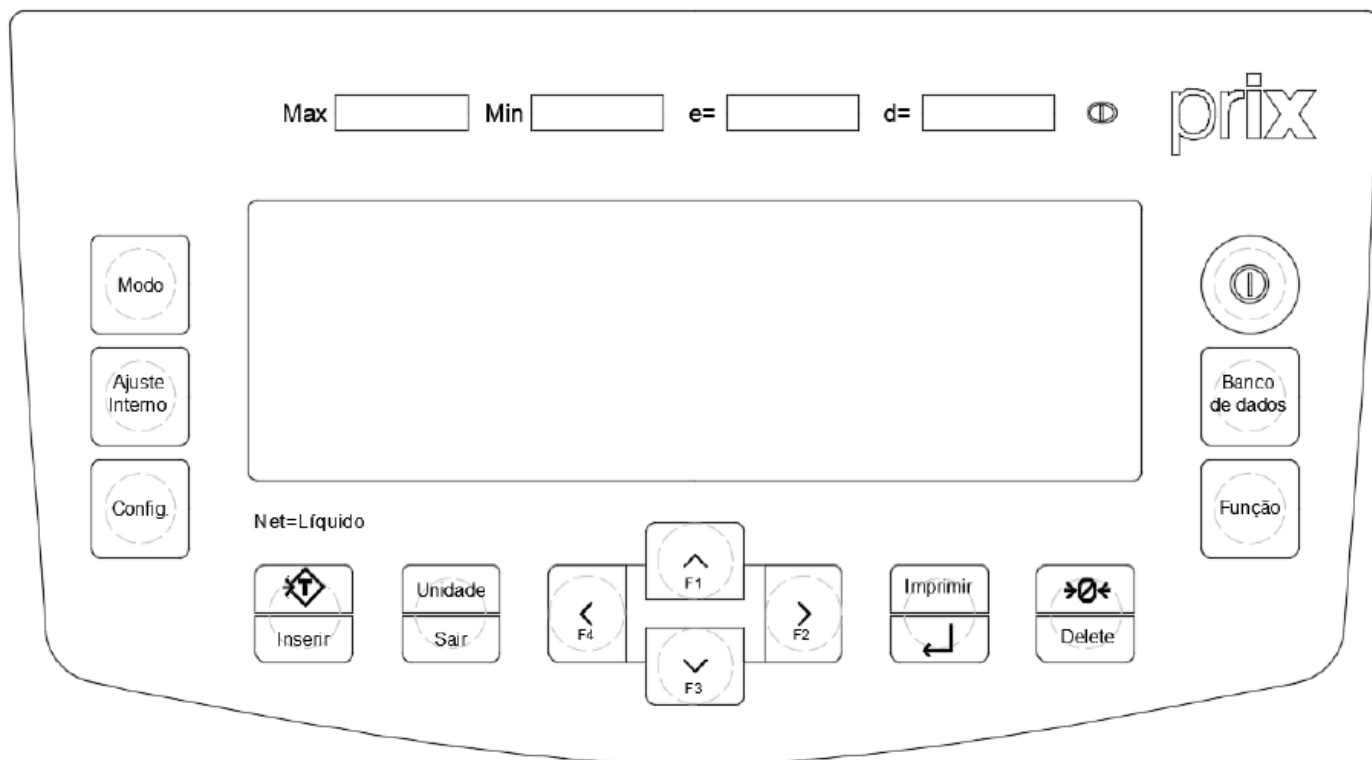 Max Min e= d=
prix
Modo
Ajuste
Interno
Config.
Banco
de dados
Função
Net=Líquido
T
Inserir
Unidade
Sair
F1
F4
F2
F3
Imprimir
→0←
Delete